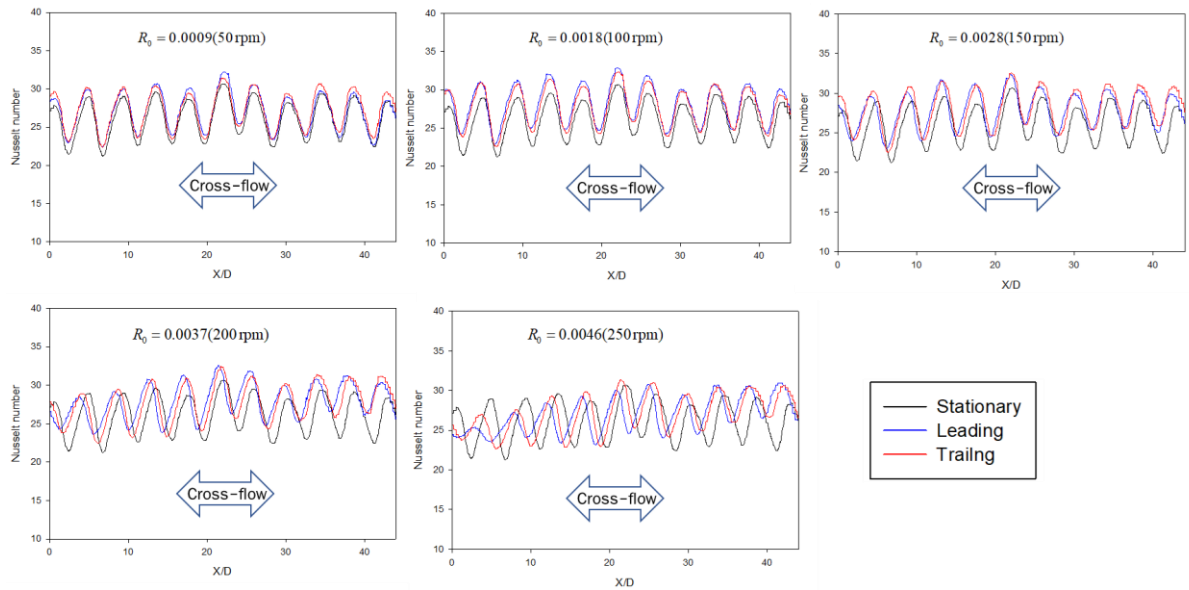 R₀ = 0.0009(50 rpm)
40
35
30
25
20
15
10
Nusselt number
Cross-flow
0 10 20 30 40
X/D
R₀ = 0.0018(100 rpm)
40
35
30
25
20
15
10
Nusselt number
Cross-flow
0 10 20 30 40
X/D
R₀ = 0.0028(150 rpm)
40
35
30
25
20
15
10
Nusselt number
Cross-flow
0 10 20 30 40
X/D
R₀ = 0.0037(200 rpm)
40
35
30
25
20
15
10
Nusselt number
Cross-flow
0 10 20 30 40
X/D
R₀ = 0.0046(250 rpm)
40
35
30
25
20
15
10
Nusselt number
Cross-flow
0 10 20 30 40
X/D
Stationary
Leading
Trailng